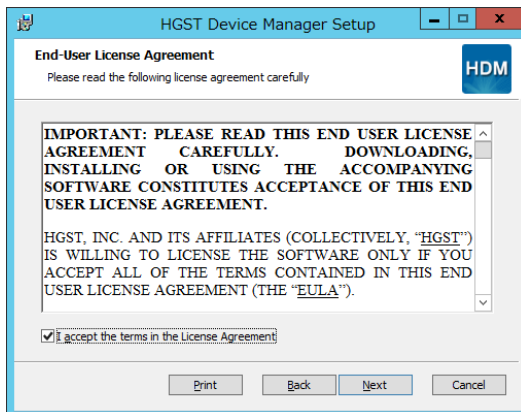 HGST Device Manager Setup
End-User License Agreement
Please read the following license agreement carefully
HDM
IMPORTANT: PLEASE READ THIS END USER LICENSE
AGREEMENT CAREFULLY. DOWNLOADING,
INSTALLING OR USING THE ACCOMPANYING
SOFTWARE CONSTITUTES ACCEPTANCE OF THIS END
USER LICENSE AGREEMENT.
HGST, INC. AND ITS AFFILIATES (COLLECTIVELY, “HGST”)
IS WILLING TO LICENSE THE SOFTWARE ONLY IF YOU
ACCEPT ALL OF THE TERMS CONTAINED IN THIS END
USER LICENSE AGREEMENT (THE “EULA”).
I accept the terms in the License Agreement
Print Back Next Cancel